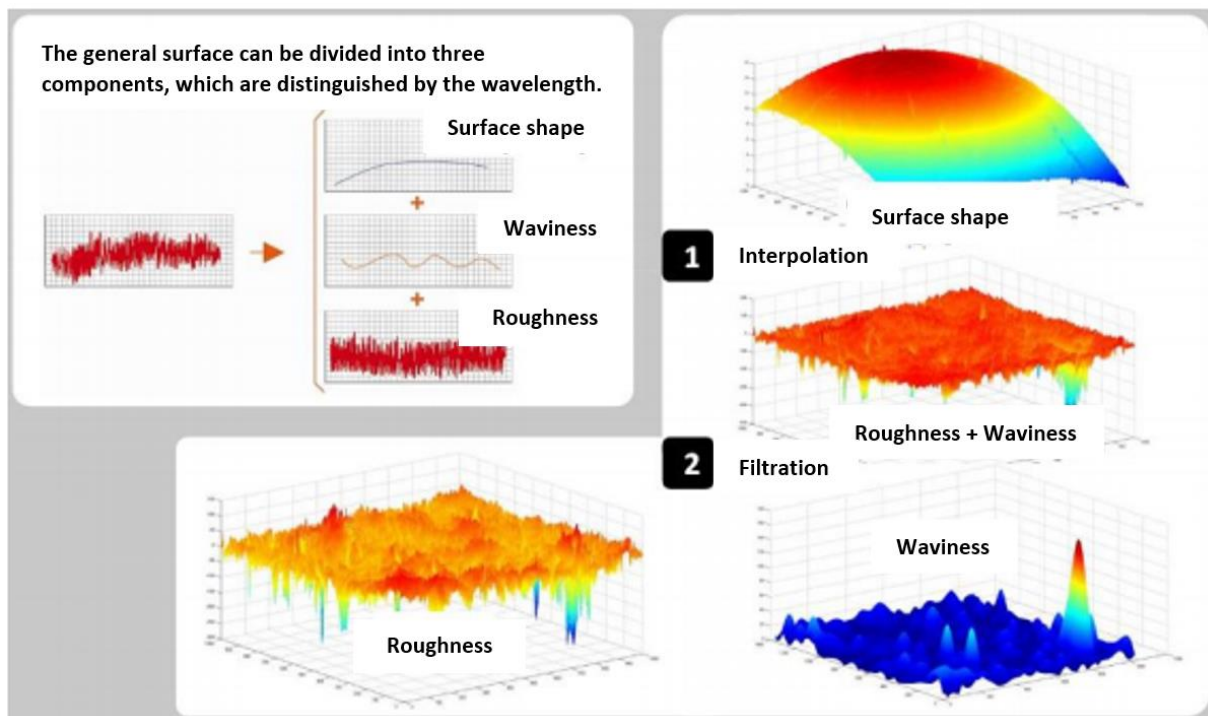 The general surface can be divided into three
components, which are distinguished by the wavelength.
Surface shape
+
Waviness
+
Roughness
Surface shape
1 Interpolation
Roughness + Waviness
2 Filtration
Waviness
Roughness